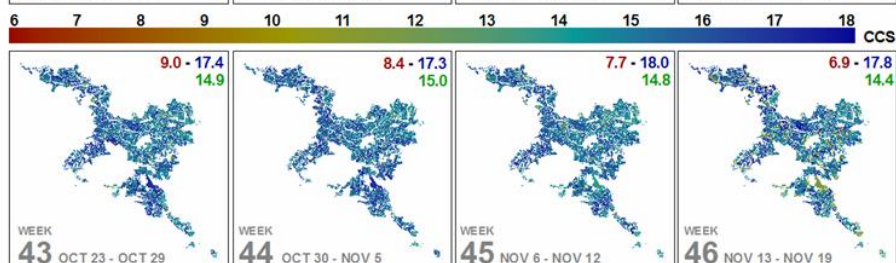 6 7 8 9 10 11 12 13 14 15 16 17 18
CCS
9.0 - 17.4
14.9
WEEK
43 OCT 23 - OCT 29
8.4 - 17.3
15.0
WEEK
44 OCT 30 - NOV 5
7.7 - 18.0
14.8
WEEK
45 NOV 6 - NOV 12
6.9 - 17.8
14.4
WEEK
46 NOV 13 - NOV 19